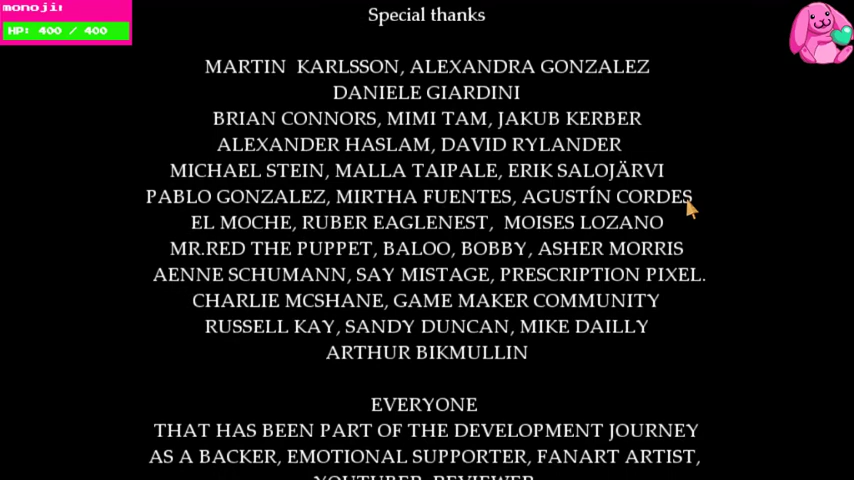 monojir
HP: 400 / 400
Special thanks
MARTIN KARLSSON, ALEXANDRA GONZALEZ
DANIELE GIARDINI
BRIAN CONNORS, MIMI TAM, JAKUB KERBER
ALEXANDER HASLAM, DAVID RYLANDER
MICHAEL STEIN, MALLA TAIPALE, ERIK SALOJÄRVI
PABLO GONZALEZ, MIRTHA FUENTES, AGUSTÍN CORDES
EL MOCHE, RUBER EAGLENEST, MOISES LOZANO
MR.RED THE PUPPET, BALOO, BOBBY, ASHER MORRIS
AENNE SCHUMANN, SAY MISTAGE, PRESCRIPTION PIXEL.
CHARLIE MCSHANE, GAME MAKER COMMUNITY
RUSSELL KAY, SANDY DUNCAN, MIKE DAILLY
ARTHUR BIKMULLIN
EVERYONE
THAT HAS BEEN PART OF THE DEVELOPMENT JOURNEY
AS A BACKER, EMOTIONAL SUPPORTER, FANART ARTIST,
YOUTUBER, REVIEWER